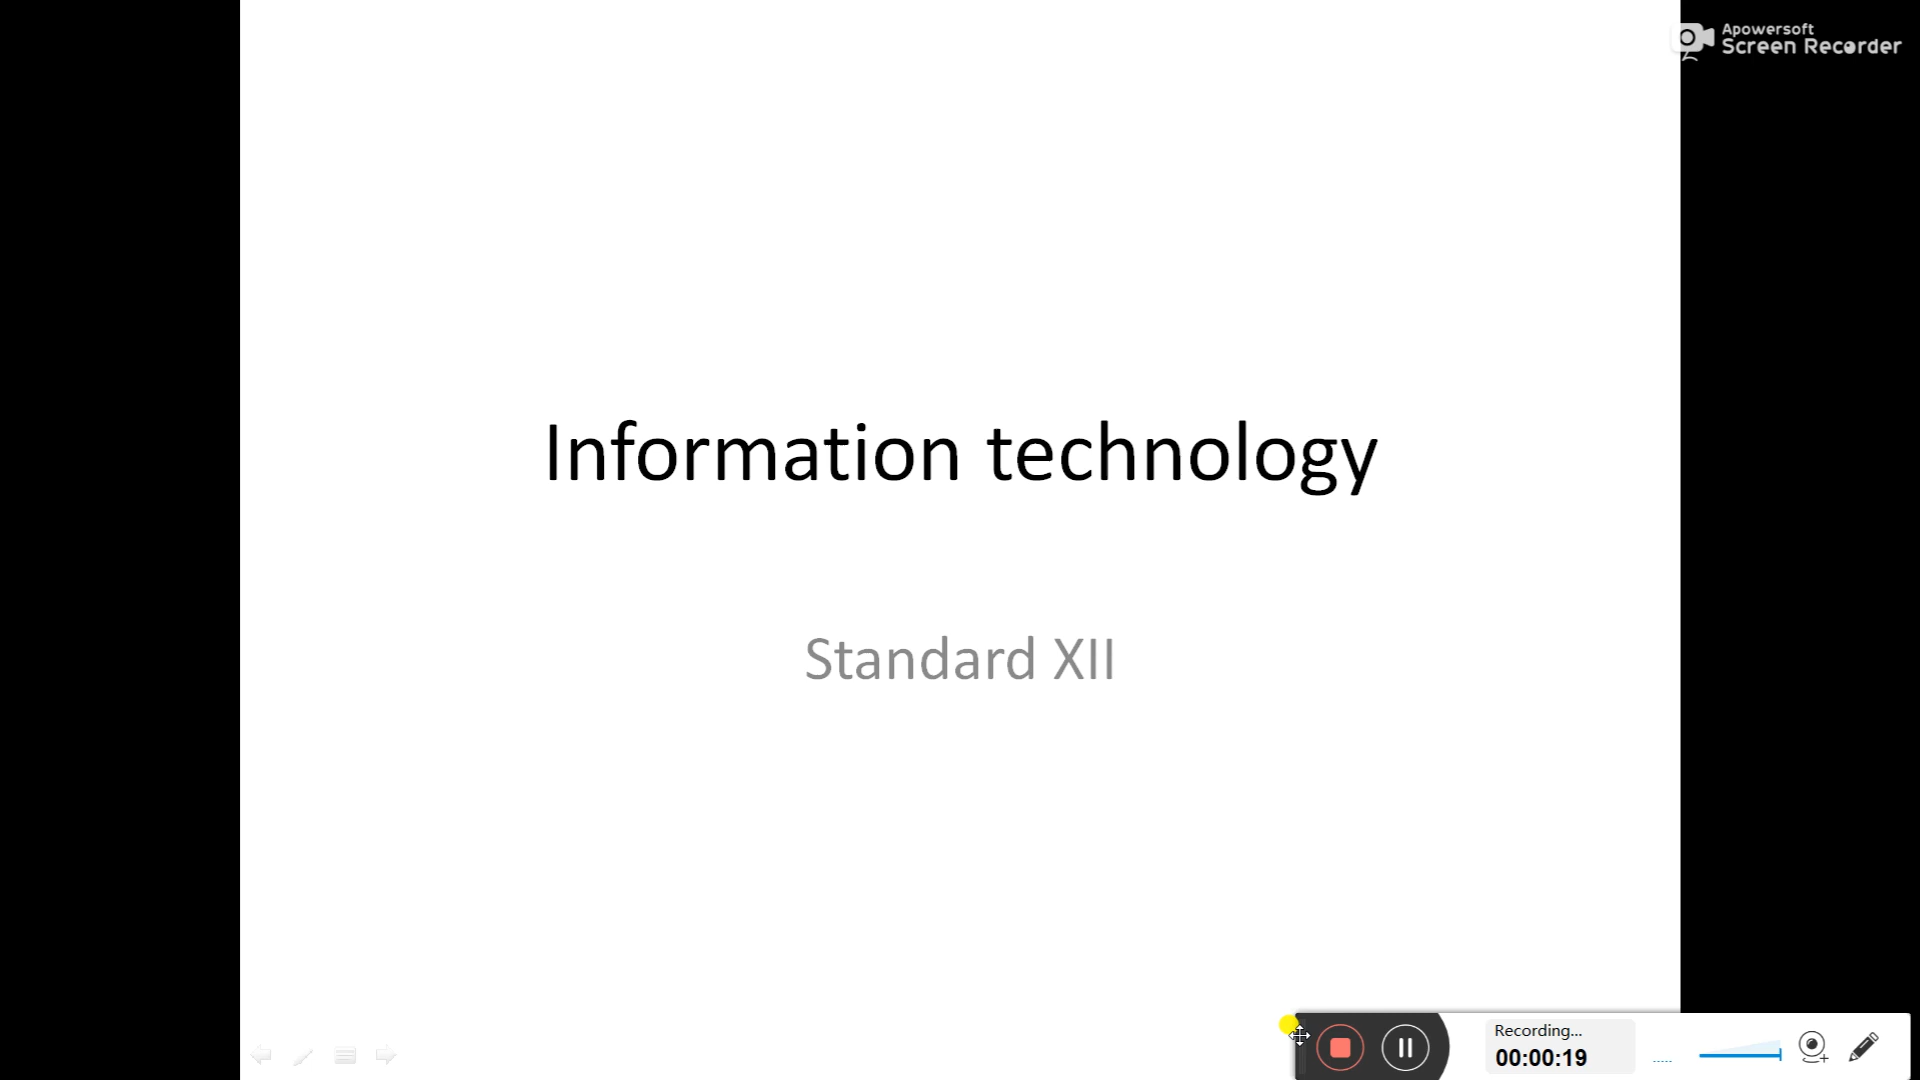 Apowersoft
Screen Recorder
Information technology
Standard XII
Recording...
00:00:19